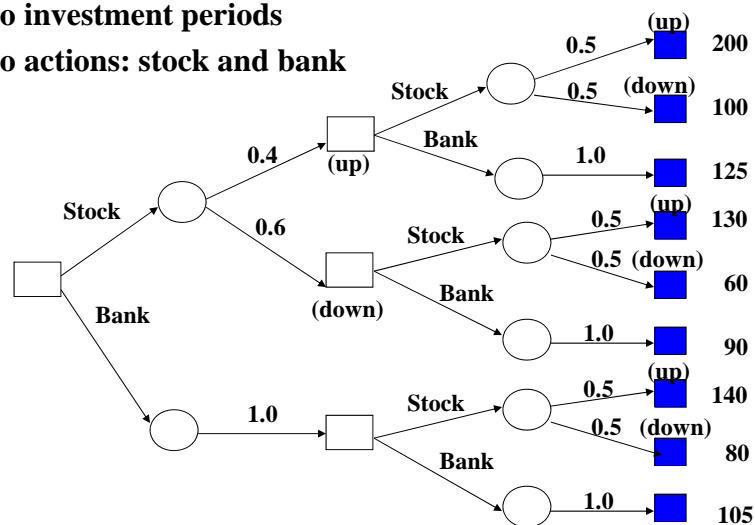 o investment periods
o actions: stock and bank
(up)
0.5
200
Stock
0.5
(down)
100
Bank
1.0
125
0.4
(up)
Stock
0.6
(up)
0.5
130
Stock
0.5 (down)
60
(down)
Bank
1.0
90
Bank
(up)
0.5
140
1.0
Stock
0.5 (down)
80
Bank
1.0
105